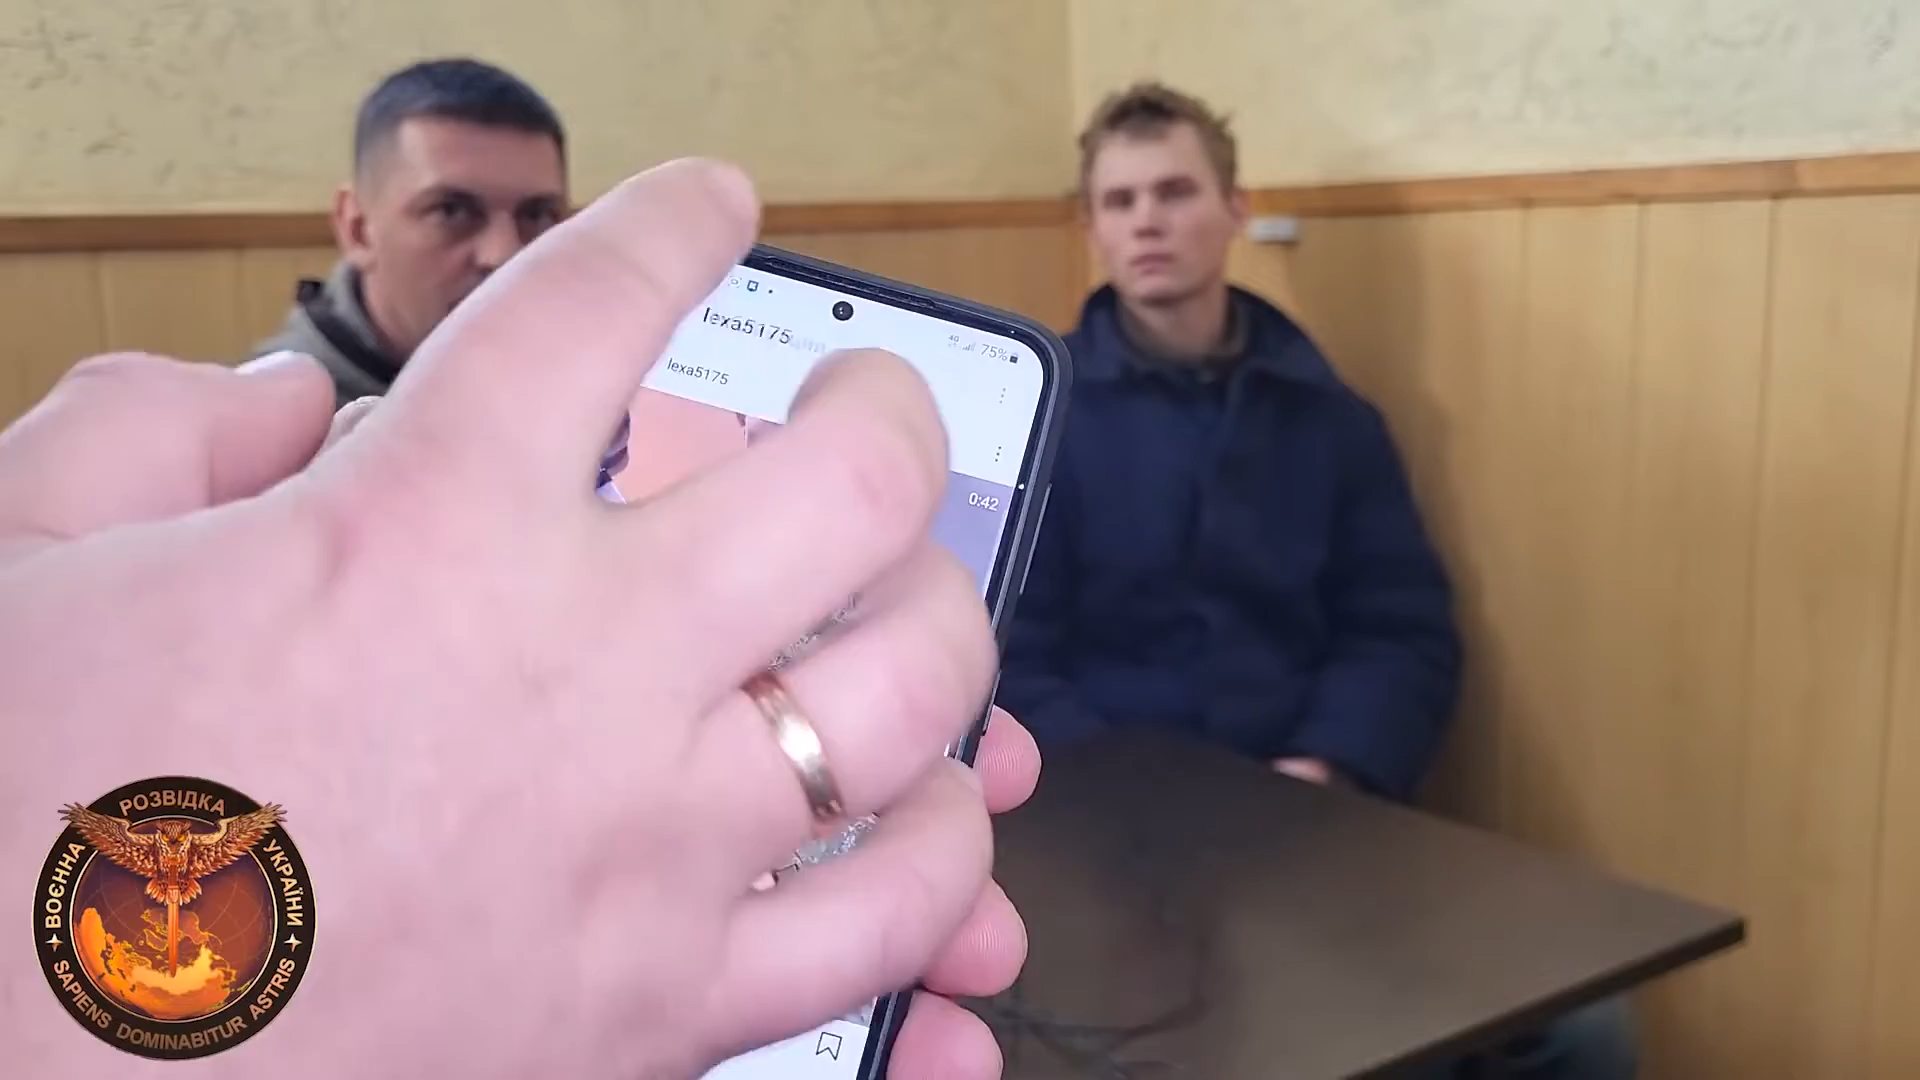 lexa5175
75%
lexa5175
0:42
РОЗВІДКА
ВОЄННА
УКРАЇНИ
SAPIENS DOMINABITUR ASTRIS